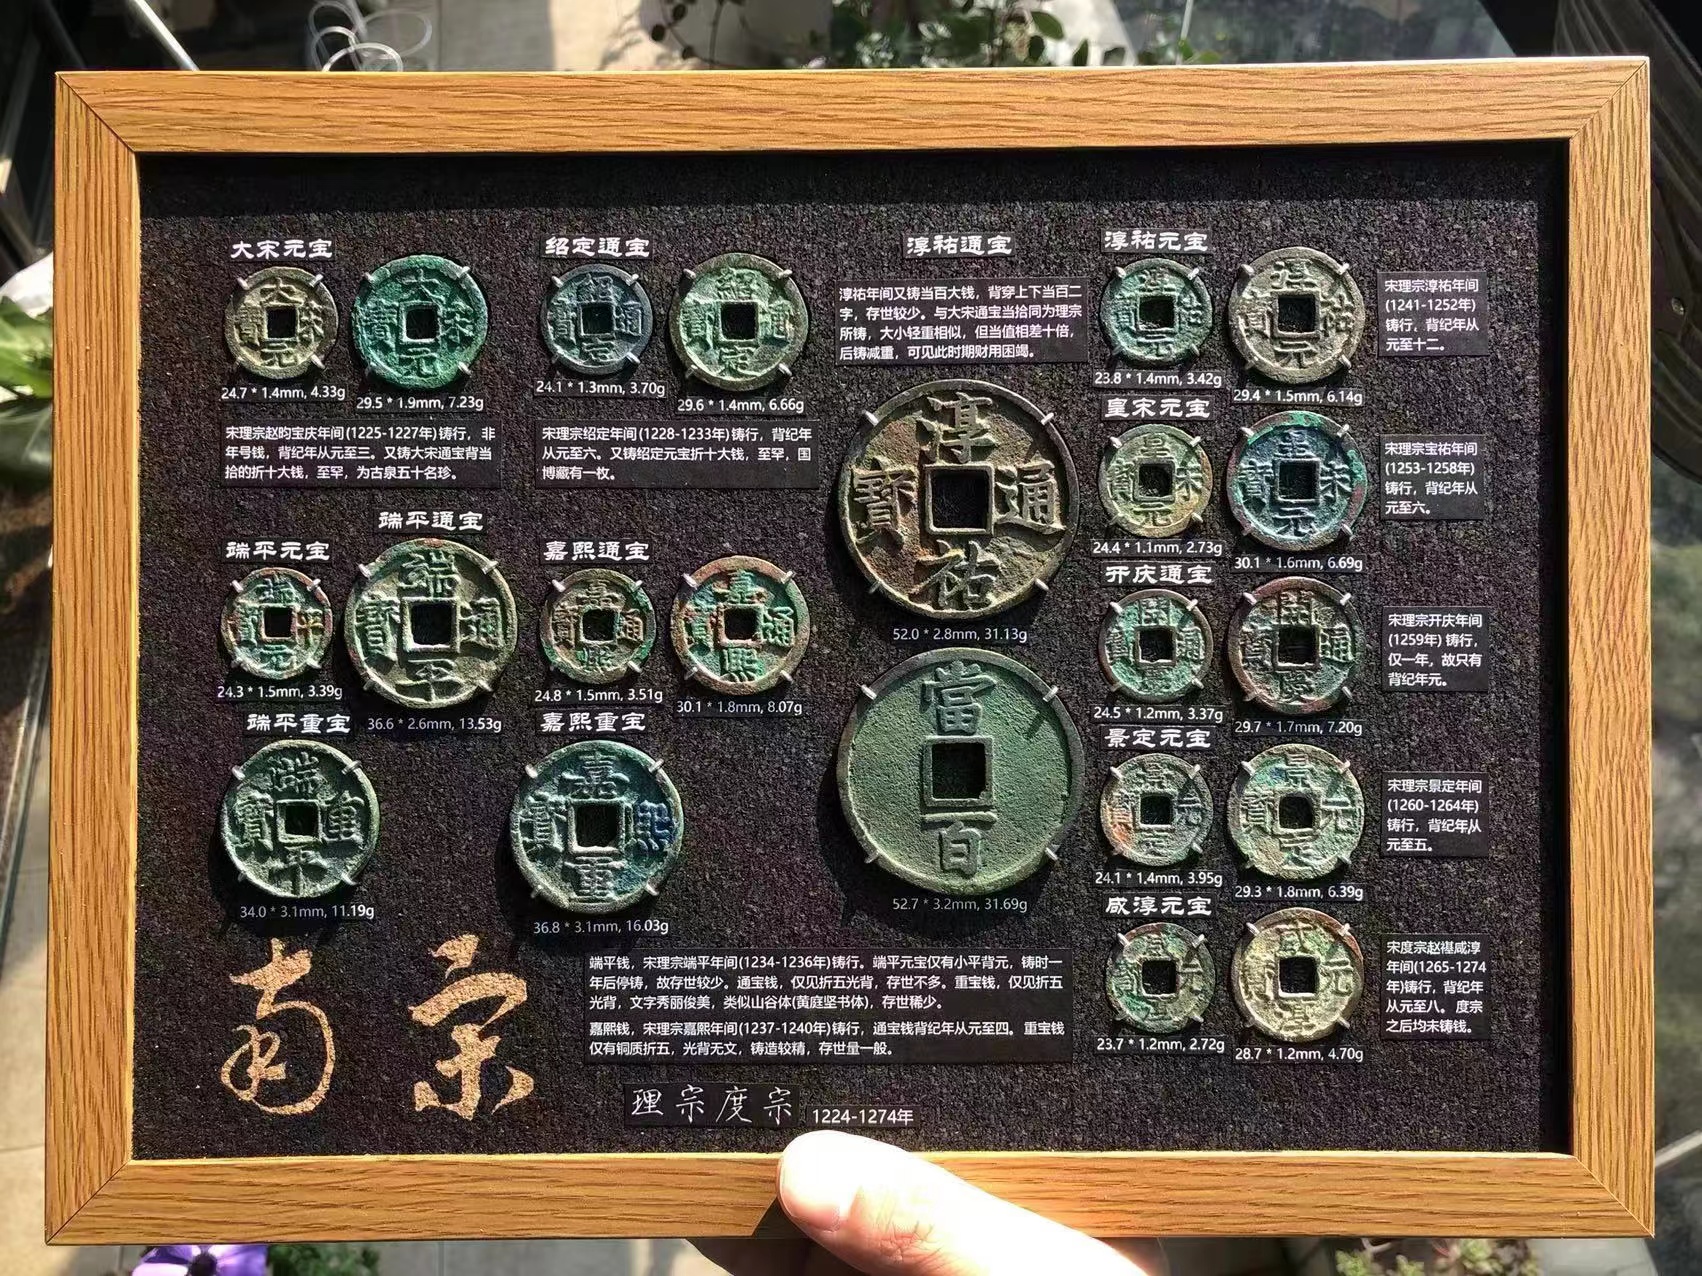 大宋元宝
24.7 * 1.4mm, 4.33g
29.5 * 1.9mm, 7.23g
宋理宗赵昀宝庆年间(1225-1227年)铸行，非
年号钱，背纪年从元至三。又铸大宋通宝背当
拾的折十大钱，至罕，为古泉五十名珍。
绍定通宝
24.1 * 1.3mm, 3.70g
29.6 * 1.4mm, 6.66g
宋理宗绍定年间(1228-1233年)铸行，背纪年
从元至六。又铸绍定元宝折十大钱，至罕，国
博藏有一枚。
端平元宝
24.3 * 1.5mm, 3.39g
端平通宝
36.6 * 2.6mm, 13.53g
嘉熙通宝
24.8 * 1.5mm, 3.51g
30.1 * 1.8mm, 8.07g
端平重宝
34.0 * 3.1mm, 11.19g
嘉熙重宝
36.8 * 3.1mm, 16.03g
淳祐通宝
淳祐年间又铸当百大钱，背穿上下当百二
字，存世较少。与大宋通宝当拾同为理宗
所铸，大小轻重相似，但当值相差十倍，
后铸减重，可见此时期财用困竭。
淳祐通寶
52.0 * 2.8mm, 31.13g
當百
52.7 * 3.2mm, 31.69g
淳祐元宝
23.8 * 1.4mm, 3.42g
29.4 * 1.5mm, 6.14g
宋理宗淳祐年间
(1241-1252年)
铸行，背纪年从
元至十二。
皇宋元宝
24.4 * 1.1mm, 2.73g
30.1 * 1.6mm, 6.69g
宋理宗宝祐年间
(1253-1258年)
铸行，背纪年从
元至六。
开庆通宝
24.5 * 1.2mm, 3.37g
29.7 * 1.7mm, 7.20g
宋理宗开庆年间
(1259年) 铸行，
仅一年，故只有
背纪年元。
景定元宝
24.1 * 1.4mm, 3.95g
29.3 * 1.8mm, 6.39g
宋理宗景定年间
(1260-1264年)
铸行，背纪年从
元至五。
咸淳元宝
23.7 * 1.2mm, 2.72g
28.7 * 1.2mm, 4.70g
宋度宗赵禥咸淳
年间(1265-1274
年)铸行，背纪年
从元至八。度宗
之后均未铸钱。
端平钱，宋理宗端平年间(1234-1236年)铸行。端平元宝仅有小平背元，铸时一
年后停铸，故存世较少。通宝钱，仅见折五光背，存世不多。重宝钱，仅见折五
光背，文字秀丽俊美，类似山谷体(黄庭坚书体)，存世稀少。
嘉熙钱，宋理宗嘉熙年间(1237-1240年)铸行，通宝钱背纪年从元至四。重宝钱
仅有铜质折五，光背无文，铸造较精，存世量一般。
南宋
理宗度宗 1224-1274年